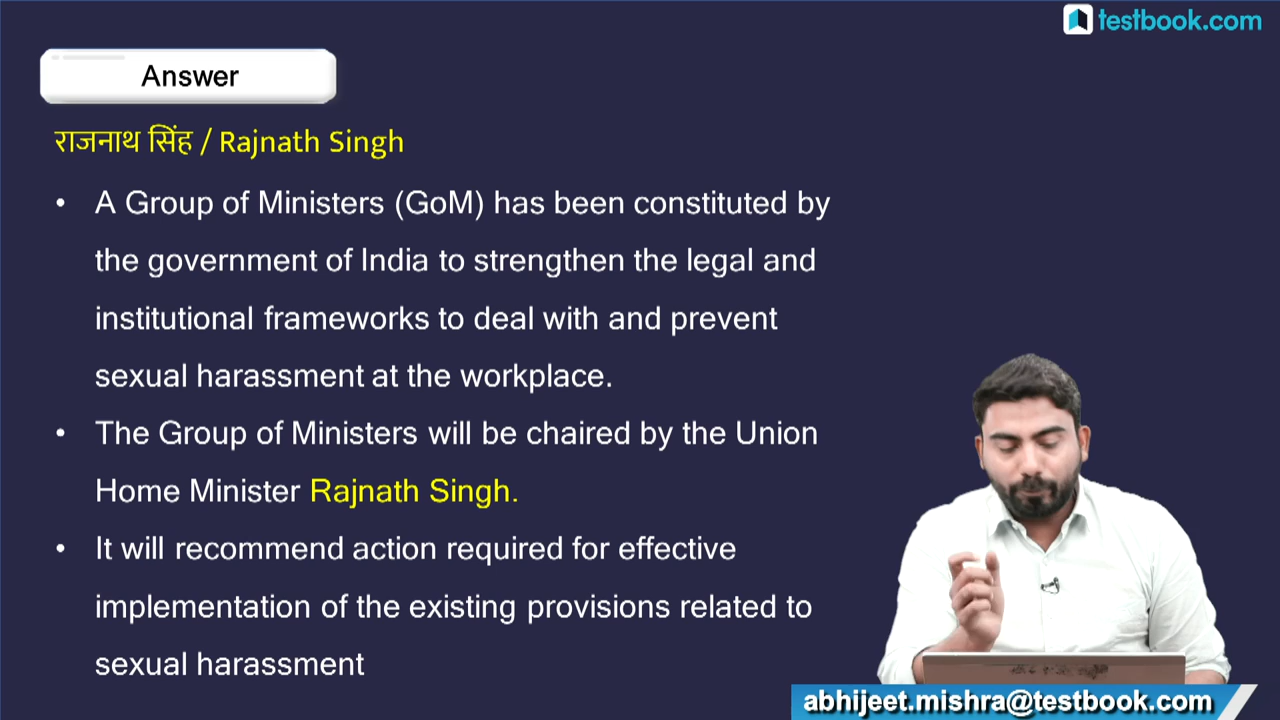 testbook.com
Answer
राजनाथ सिंह / Rajnath Singh
• A Group of Ministers (GoM) has been constituted by
the government of India to strengthen the legal and
institutional frameworks to deal with and prevent
sexual harassment at the workplace.
• The Group of Ministers will be chaired by the Union
Home Minister Rajnath Singh.
• It will recommend action required for effective
implementation of the existing provisions related to
sexual harassment
abhijeet.mishra@testbook.com